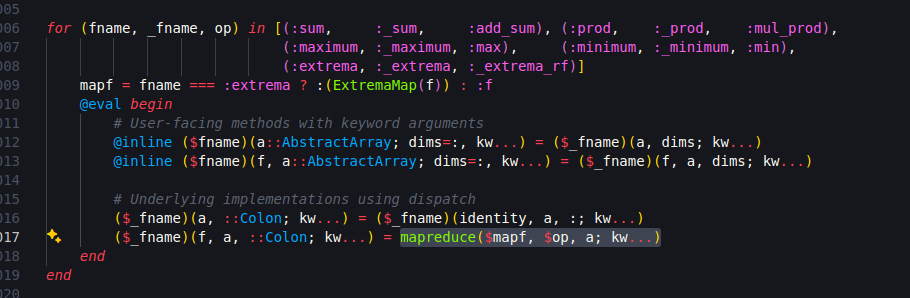 005
006 for (fname, _fname, op) in [(:sum,     :_sum,     :add_sum), (:prod,    :_prod,    :mul_prod),
007                             (:maximum, :_maximum, :max),     (:minimum, :_minimum, :min),
008                             (:extrema, :_extrema, :_extrema_rf)]
009     mapf = fname === :extrema ? :(ExtremaMap(f)) : :f
010     @eval begin
011         # User-facing methods with keyword arguments
012         @inline ($fname)(a::AbstractArray; dims=:, kw...) = ($_fname)(a, dims; kw...)
013         @inline ($fname)(f, a::AbstractArray; dims=:, kw...) = ($_fname)(f, a, dims; kw...)
014
015         # Underlying implementations using dispatch
016         ($_fname)(a, ::Colon; kw...) = ($_fname)(identity, a, :; kw...)
017         ($_fname)(f, a, ::Colon; kw...) = mapreduce($mapf, $op, a; kw...)
018     end
019 end
020